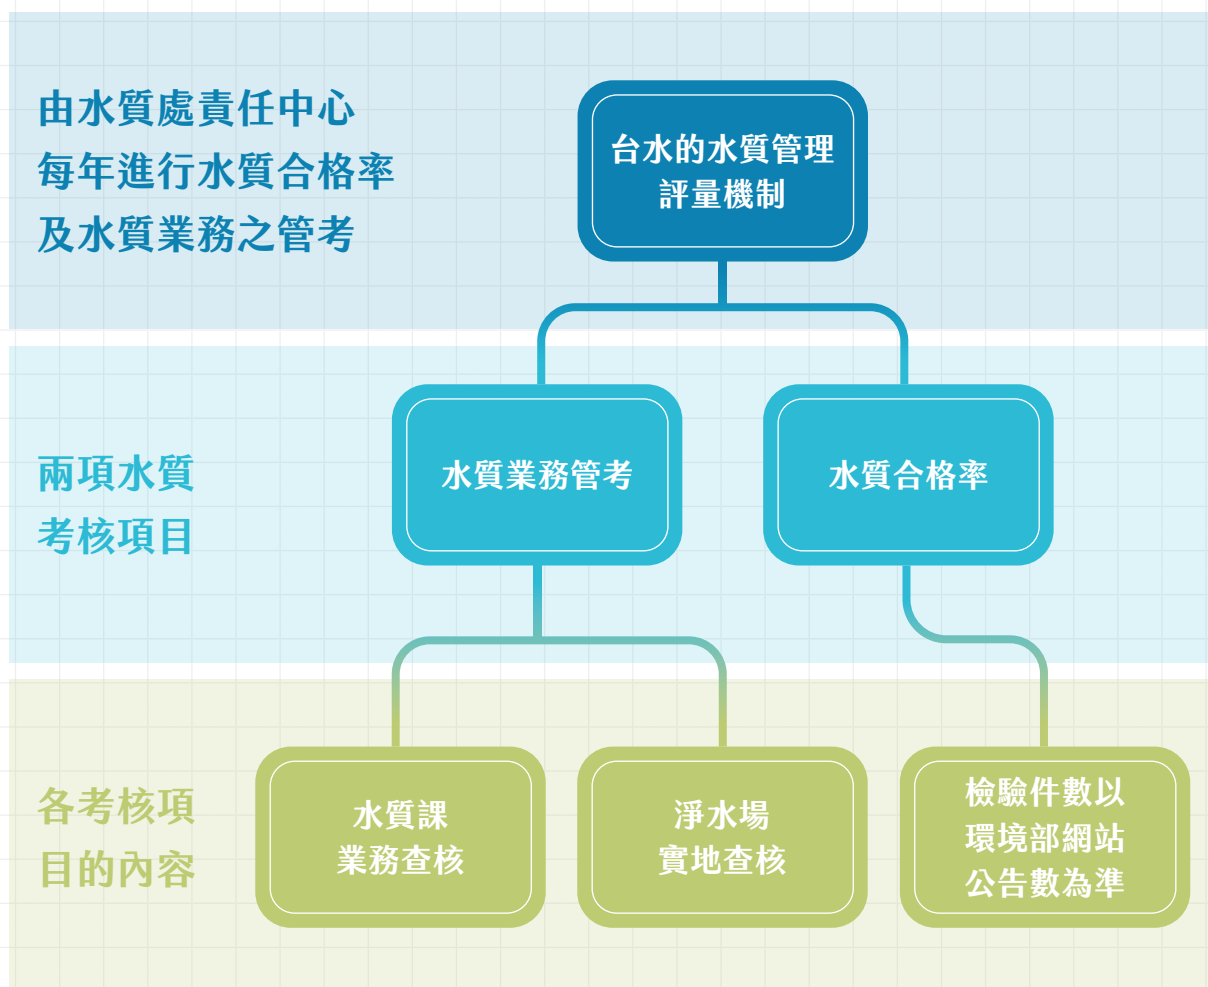 由水質處責任中心
每年進行水質合格率
及水質業務之管考
台水的水質管理
評量機制
兩項水質
考核項目
水質業務管考
水質合格率
各考核項
目的內容
水質課
業務查核
淨水場
實地查核
檢驗件數以
環境部網站
公告數為準